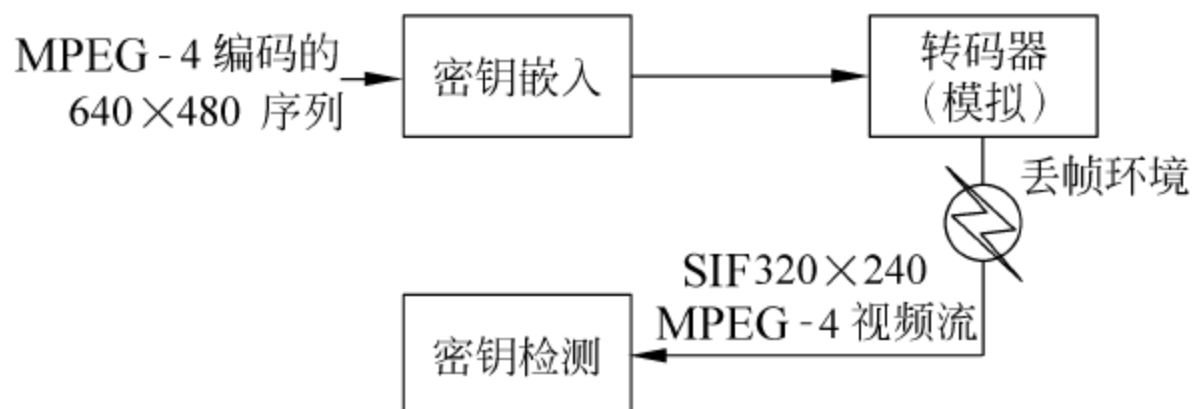 MPEG-4 编码的
640×480 序列
密钥嵌入
转码器
（模拟）
丢帧环境
SIF320×240
MPEG-4 视频流
密钥检测